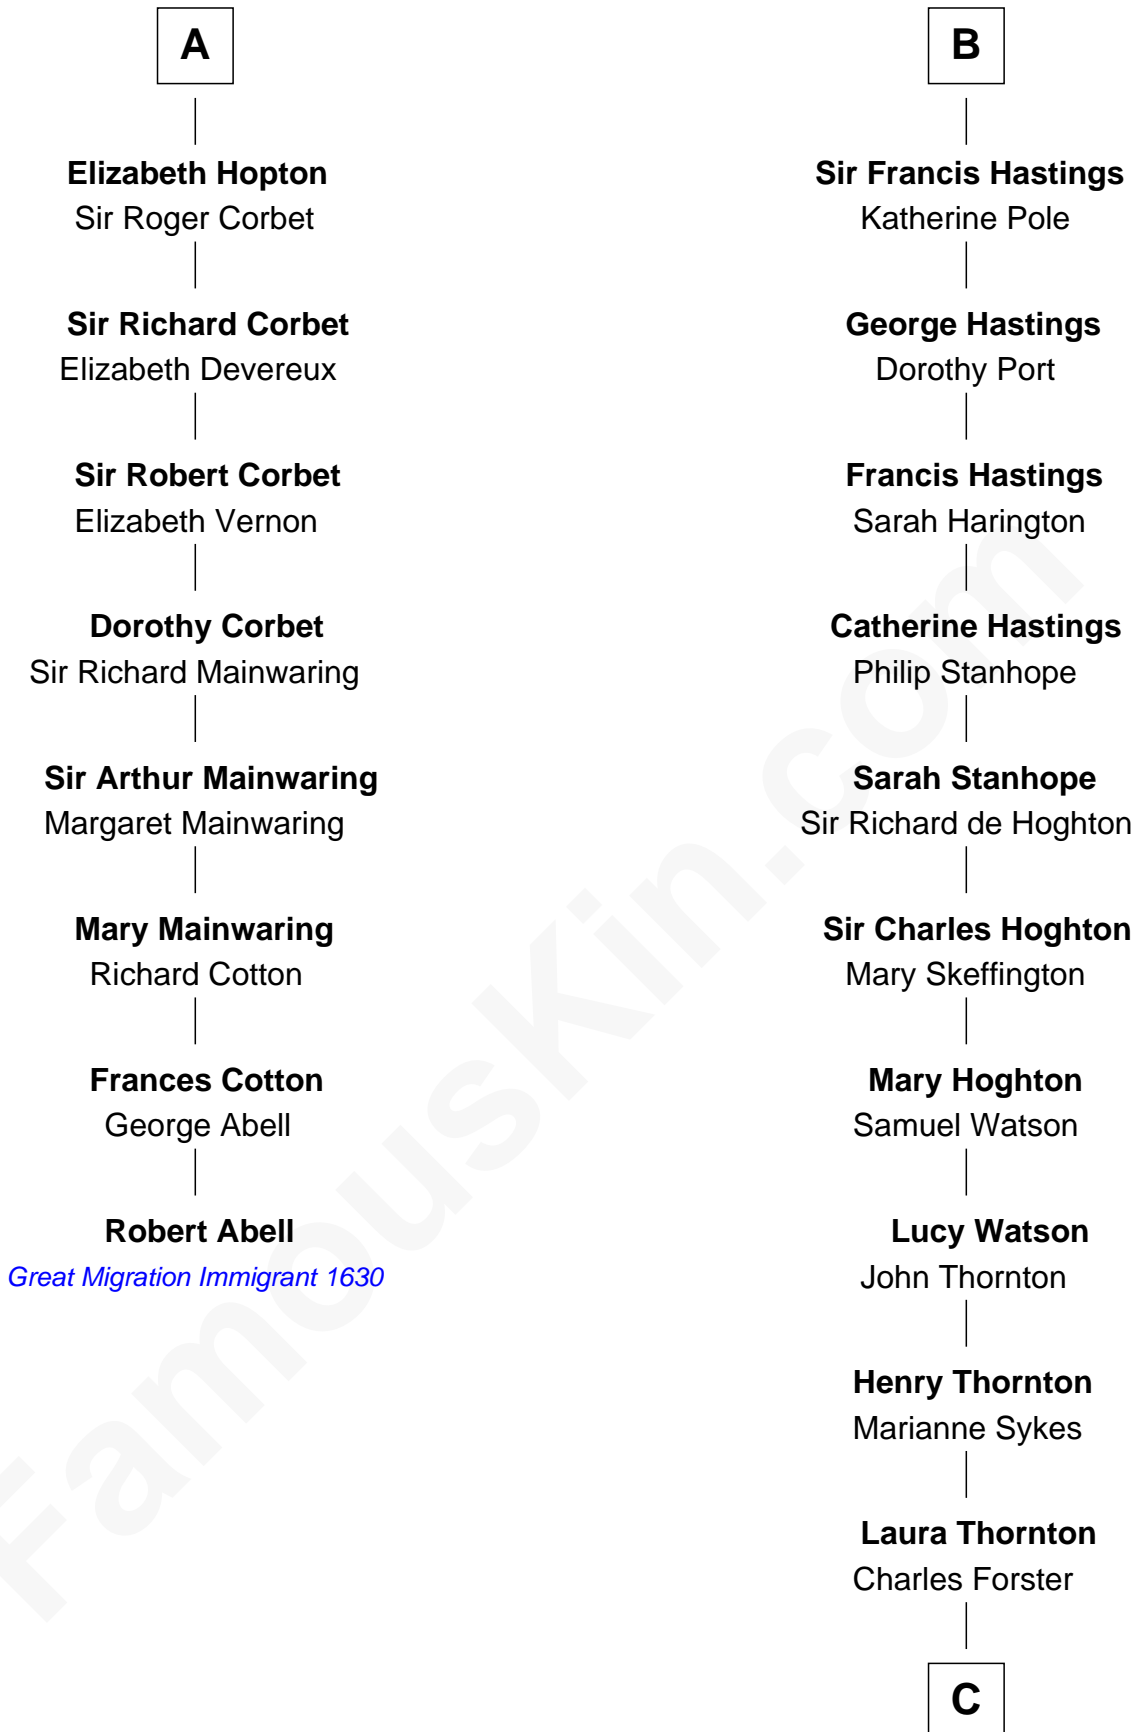 A
Elizabeth Hopton
Sir Roger Corbet
Sir Richard Corbet
Elizabeth Devereux
Sir Robert Corbet
Elizabeth Vernon
Dorothy Corbet
Sir Richard Mainwaring
Sir Arthur Mainwaring
Margaret Mainwaring
Mary Mainwaring
Richard Cotton
Frances Cotton
George Abell
Robert Abell
Great Migration Immigrant 1630
B
Sir Francis Hastings
Katherine Pole
George Hastings
Dorothy Port
Francis Hastings
Sarah Harington
Catherine Hastings
Philip Stanhope
Sarah Stanhope
Sir Richard de Hoghton
Sir Charles Hoghton
Mary Skeffington
Mary Hoghton
Samuel Watson
Lucy Watson
John Thornton
Henry Thornton
Marianne Sykes
Laura Thornton
Charles Forster
C
FamousKin.com